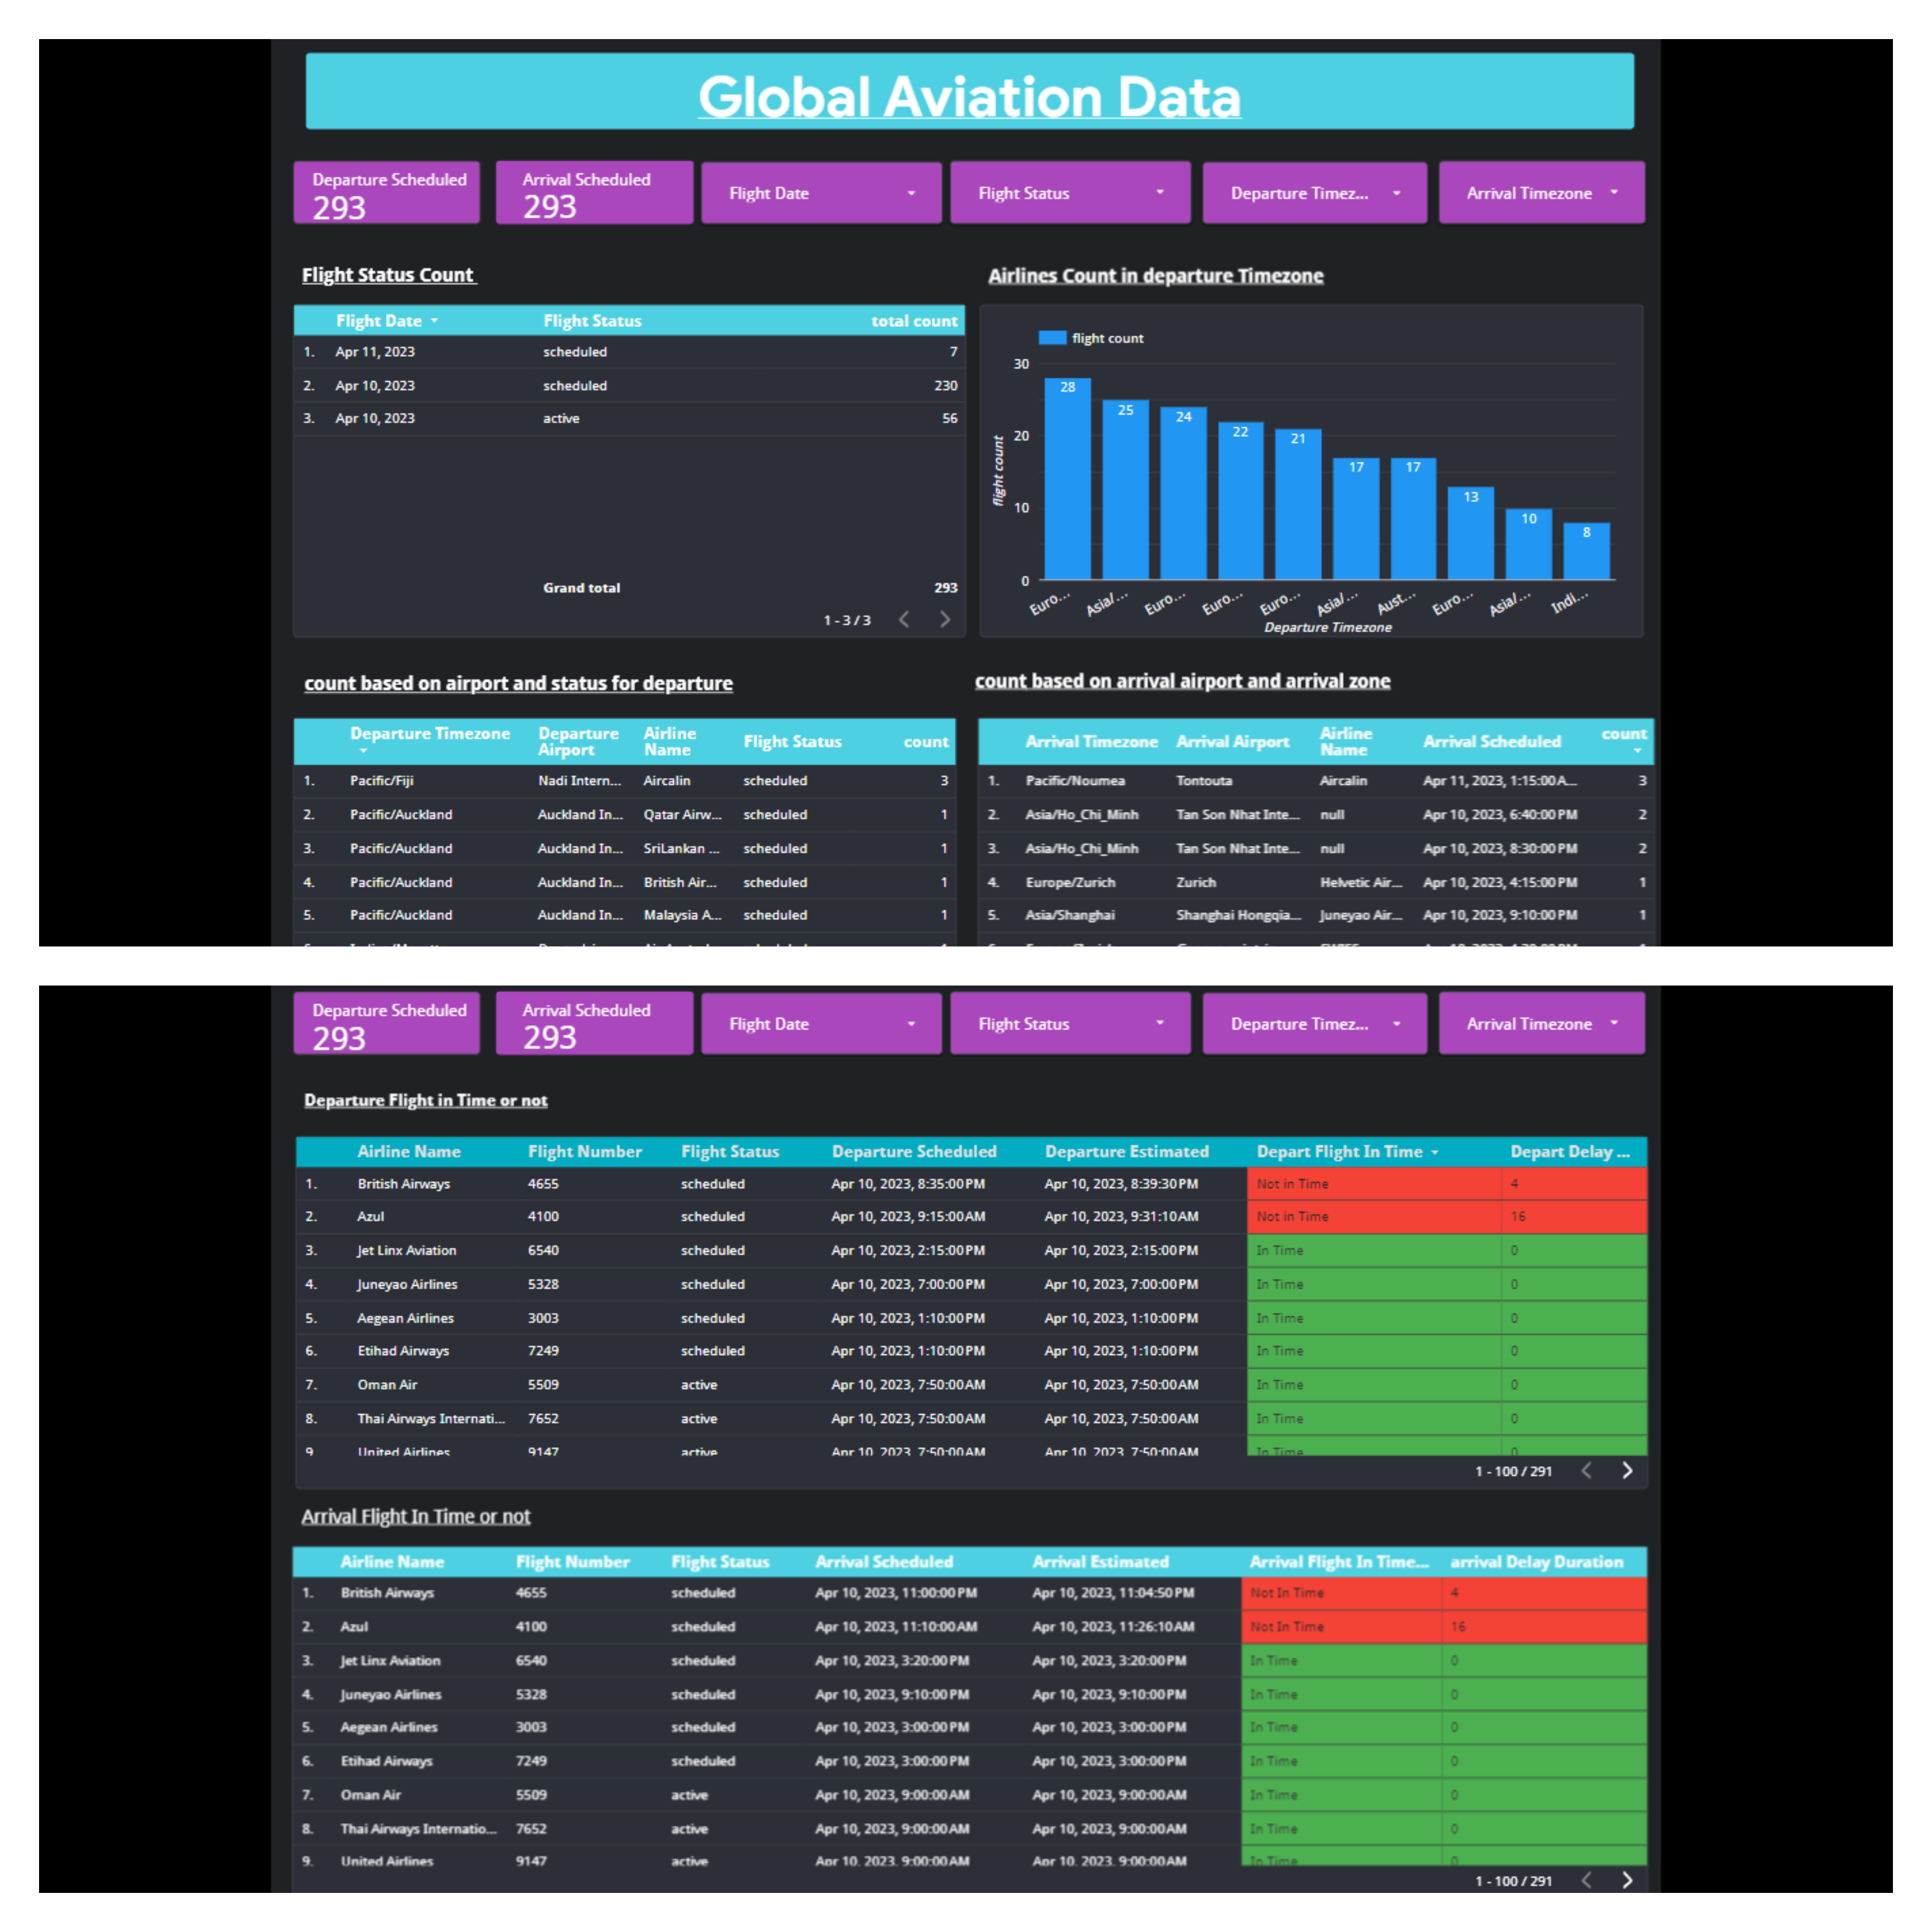 Global Aviation Data
Departure Scheduled
293
Arrival Scheduled
293
Flight Date
Flight Status
Departure Timez...
Arrival Timezone
Flight Status Count
Flight Date Flight Status total count
1. Apr 11, 2023 scheduled 7
2. Apr 10, 2023 scheduled 230
3. Apr 10, 2023 active 56
Grand total 293
1 - 3 / 3
Airlines Count in departure Timezone
flight count
30
20
10
0
flight count
28 25 24 22 21 17 17 13 10 8
Euro... Asia/... Euro... Euro... Euro... Asia/... Aust... Euro... Asia/... Indi...
Departure Timezone
count based on airport and status for departure
Departure Timezone Departure Airport Airline Name Flight Status count
1. Pacific/Fiji Nadi Intern... Aircalin scheduled 3
2. Pacific/Auckland Auckland In... Qatar Airw... scheduled 1
3. Pacific/Auckland Auckland In... SriLankan ... scheduled 1
4. Pacific/Auckland Auckland In... British Air... scheduled 1
5. Pacific/Auckland Auckland In... Malaysia A... scheduled 1
count based on arrival airport and arrival zone
Arrival Timezone Arrival Airport Airline Name Arrival Scheduled count
1. Pacific/Noumea Tontouta Aircalin Apr 11, 2023, 1:15:00 A... 3
2. Asia/Ho_Chi_Minh Tan Son Nhat Inte... null Apr 10, 2023, 6:40:00 PM 2
3. Asia/Ho_Chi_Minh Tan Son Nhat Inte... null Apr 10, 2023, 8:30:00 PM 2
4. Europe/Zurich Zurich Helvetic Air... Apr 10, 2023, 4:15:00 PM 1
5. Asia/Shanghai Shanghai Hongqia... Juneyao Air... Apr 10, 2023, 9:10:00 PM 1
Departure Scheduled
293
Arrival Scheduled
293
Flight Date
Flight Status
Departure Timez...
Arrival Timezone
Departure Flight in Time or not
Airline Name Flight Number Flight Status Departure Scheduled Departure Estimated Depart Flight In Time Depart Delay ...
1. British Airways 4655 scheduled Apr 10, 2023, 8:35:00 PM Apr 10, 2023, 8:39:30 PM Not in Time 4
2. Azul 4100 scheduled Apr 10, 2023, 9:15:00 AM Apr 10, 2023, 9:31:10 AM Not in Time 16
3. Jet Linx Aviation 6540 scheduled Apr 10, 2023, 2:15:00 PM Apr 10, 2023, 2:15:00 PM In Time 0
4. Juneyao Airlines 5328 scheduled Apr 10, 2023, 7:00:00 PM Apr 10, 2023, 7:00:00 PM In Time 0
5. Aegean Airlines 3003 scheduled Apr 10, 2023, 1:10:00 PM Apr 10, 2023, 1:10:00 PM In Time 0
6. Etihad Airways 7249 scheduled Apr 10, 2023, 1:10:00 PM Apr 10, 2023, 1:10:00 PM In Time 0
7. Oman Air 5509 active Apr 10, 2023, 7:50:00 AM Apr 10, 2023, 7:50:00 AM In Time 0
8. Thai Airways Internati... 7652 active Apr 10, 2023, 7:50:00 AM Apr 10, 2023, 7:50:00 AM In Time 0
9 United Airlines 9147 active Apr 10, 2023, 7:50:00 AM Apr 10, 2023, 7:50:00 AM In Time 0
1 - 100 / 291
Arrival Flight In Time or not
Airline Name Flight Number Flight Status Arrival Scheduled Arrival Estimated Arrival Flight In Time... arrival Delay Duration
1. British Airways 4655 scheduled Apr 10, 2023, 11:00:00 PM Apr 10, 2023, 11:04:50 PM Not In Time 4
2. Azul 4100 scheduled Apr 10, 2023, 11:10:00 AM Apr 10, 2023, 11:26:10 AM Not In Time 16
3. Jet Linx Aviation 6540 scheduled Apr 10, 2023, 3:20:00 PM Apr 10, 2023, 3:20:00 PM In Time 0
4. Juneyao Airlines 5328 scheduled Apr 10, 2023, 9:10:00 PM Apr 10, 2023, 9:10:00 PM In Time 0
5. Aegean Airlines 3003 scheduled Apr 10, 2023, 3:00:00 PM Apr 10, 2023, 3:00:00 PM In Time 0
6. Etihad Airways 7249 scheduled Apr 10, 2023, 3:00:00 PM Apr 10, 2023, 3:00:00 PM In Time 0
7. Oman Air 5509 active Apr 10, 2023, 9:00:00 AM Apr 10, 2023, 9:00:00 AM In Time 0
8. Thai Airways Internatio... 7652 active Apr 10, 2023, 9:00:00 AM Apr 10, 2023, 9:00:00 AM In Time 0
9. United Airlines 9147 active Apr 10, 2023, 9:00:00 AM Apr 10, 2023, 9:00:00 AM In Time 0
1 - 100 / 291